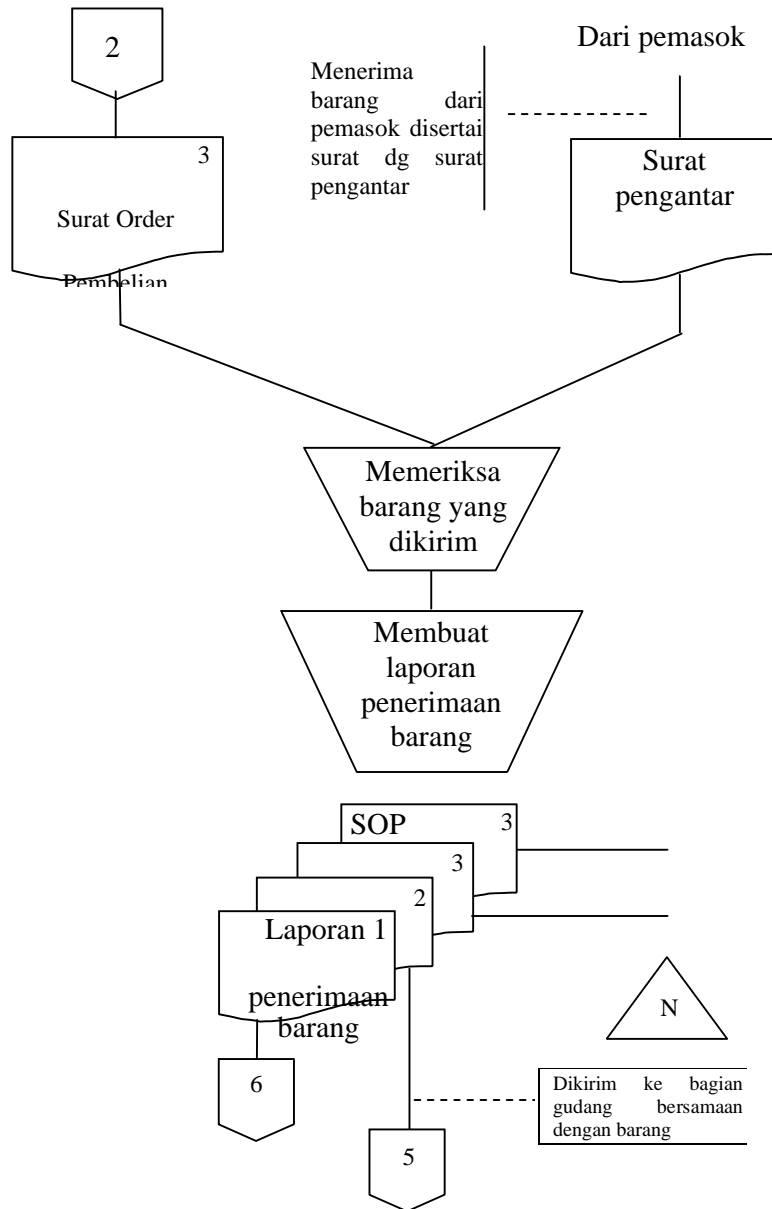 2
Dari pemasok
Menerima
barang dari
pemasok disertai
surat dg surat
pengantar
3
Surat Order
Pembelian
Surat
pengantar
Memeriksa
barang yang
dikirim
Membuat
laporan
penerimaan
barang
SOP 3
3
2
Laporan 1
penerimaan
barang
N
6
Dikirim ke bagian
gudang bersamaan
dengan barang
5